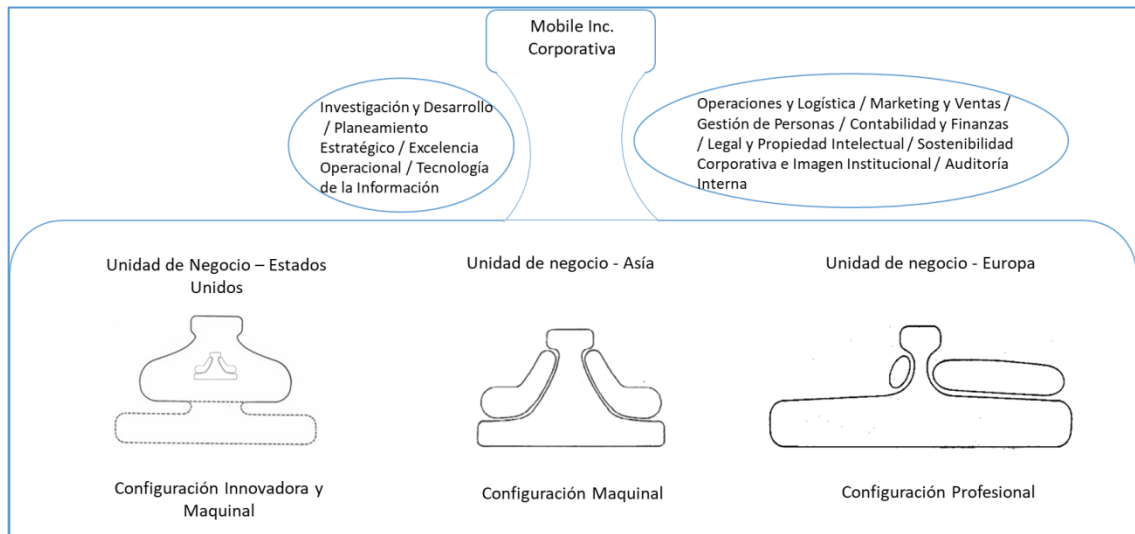 Mobile Inc.
Corporativa
Investigación y Desarrollo
/ Planeamiento
Estratégico / Excelencia
Operacional / Tecnología
de la Información
Operaciones y Logística / Marketing y Ventas /
Gestión de Personas / Contabilidad y Finanzas
/ Legal y Propiedad Intelectual / Sostenibilidad
Corporativa e Imagen Institucional / Auditoría
Interna
Unidad de Negocio – Estados
Unidos
Unidad de negocio - Asía
Unidad de negocio - Europa
Configuración Innovadora y
Maquinal
Configuración Maquinal
Configuración Profesional